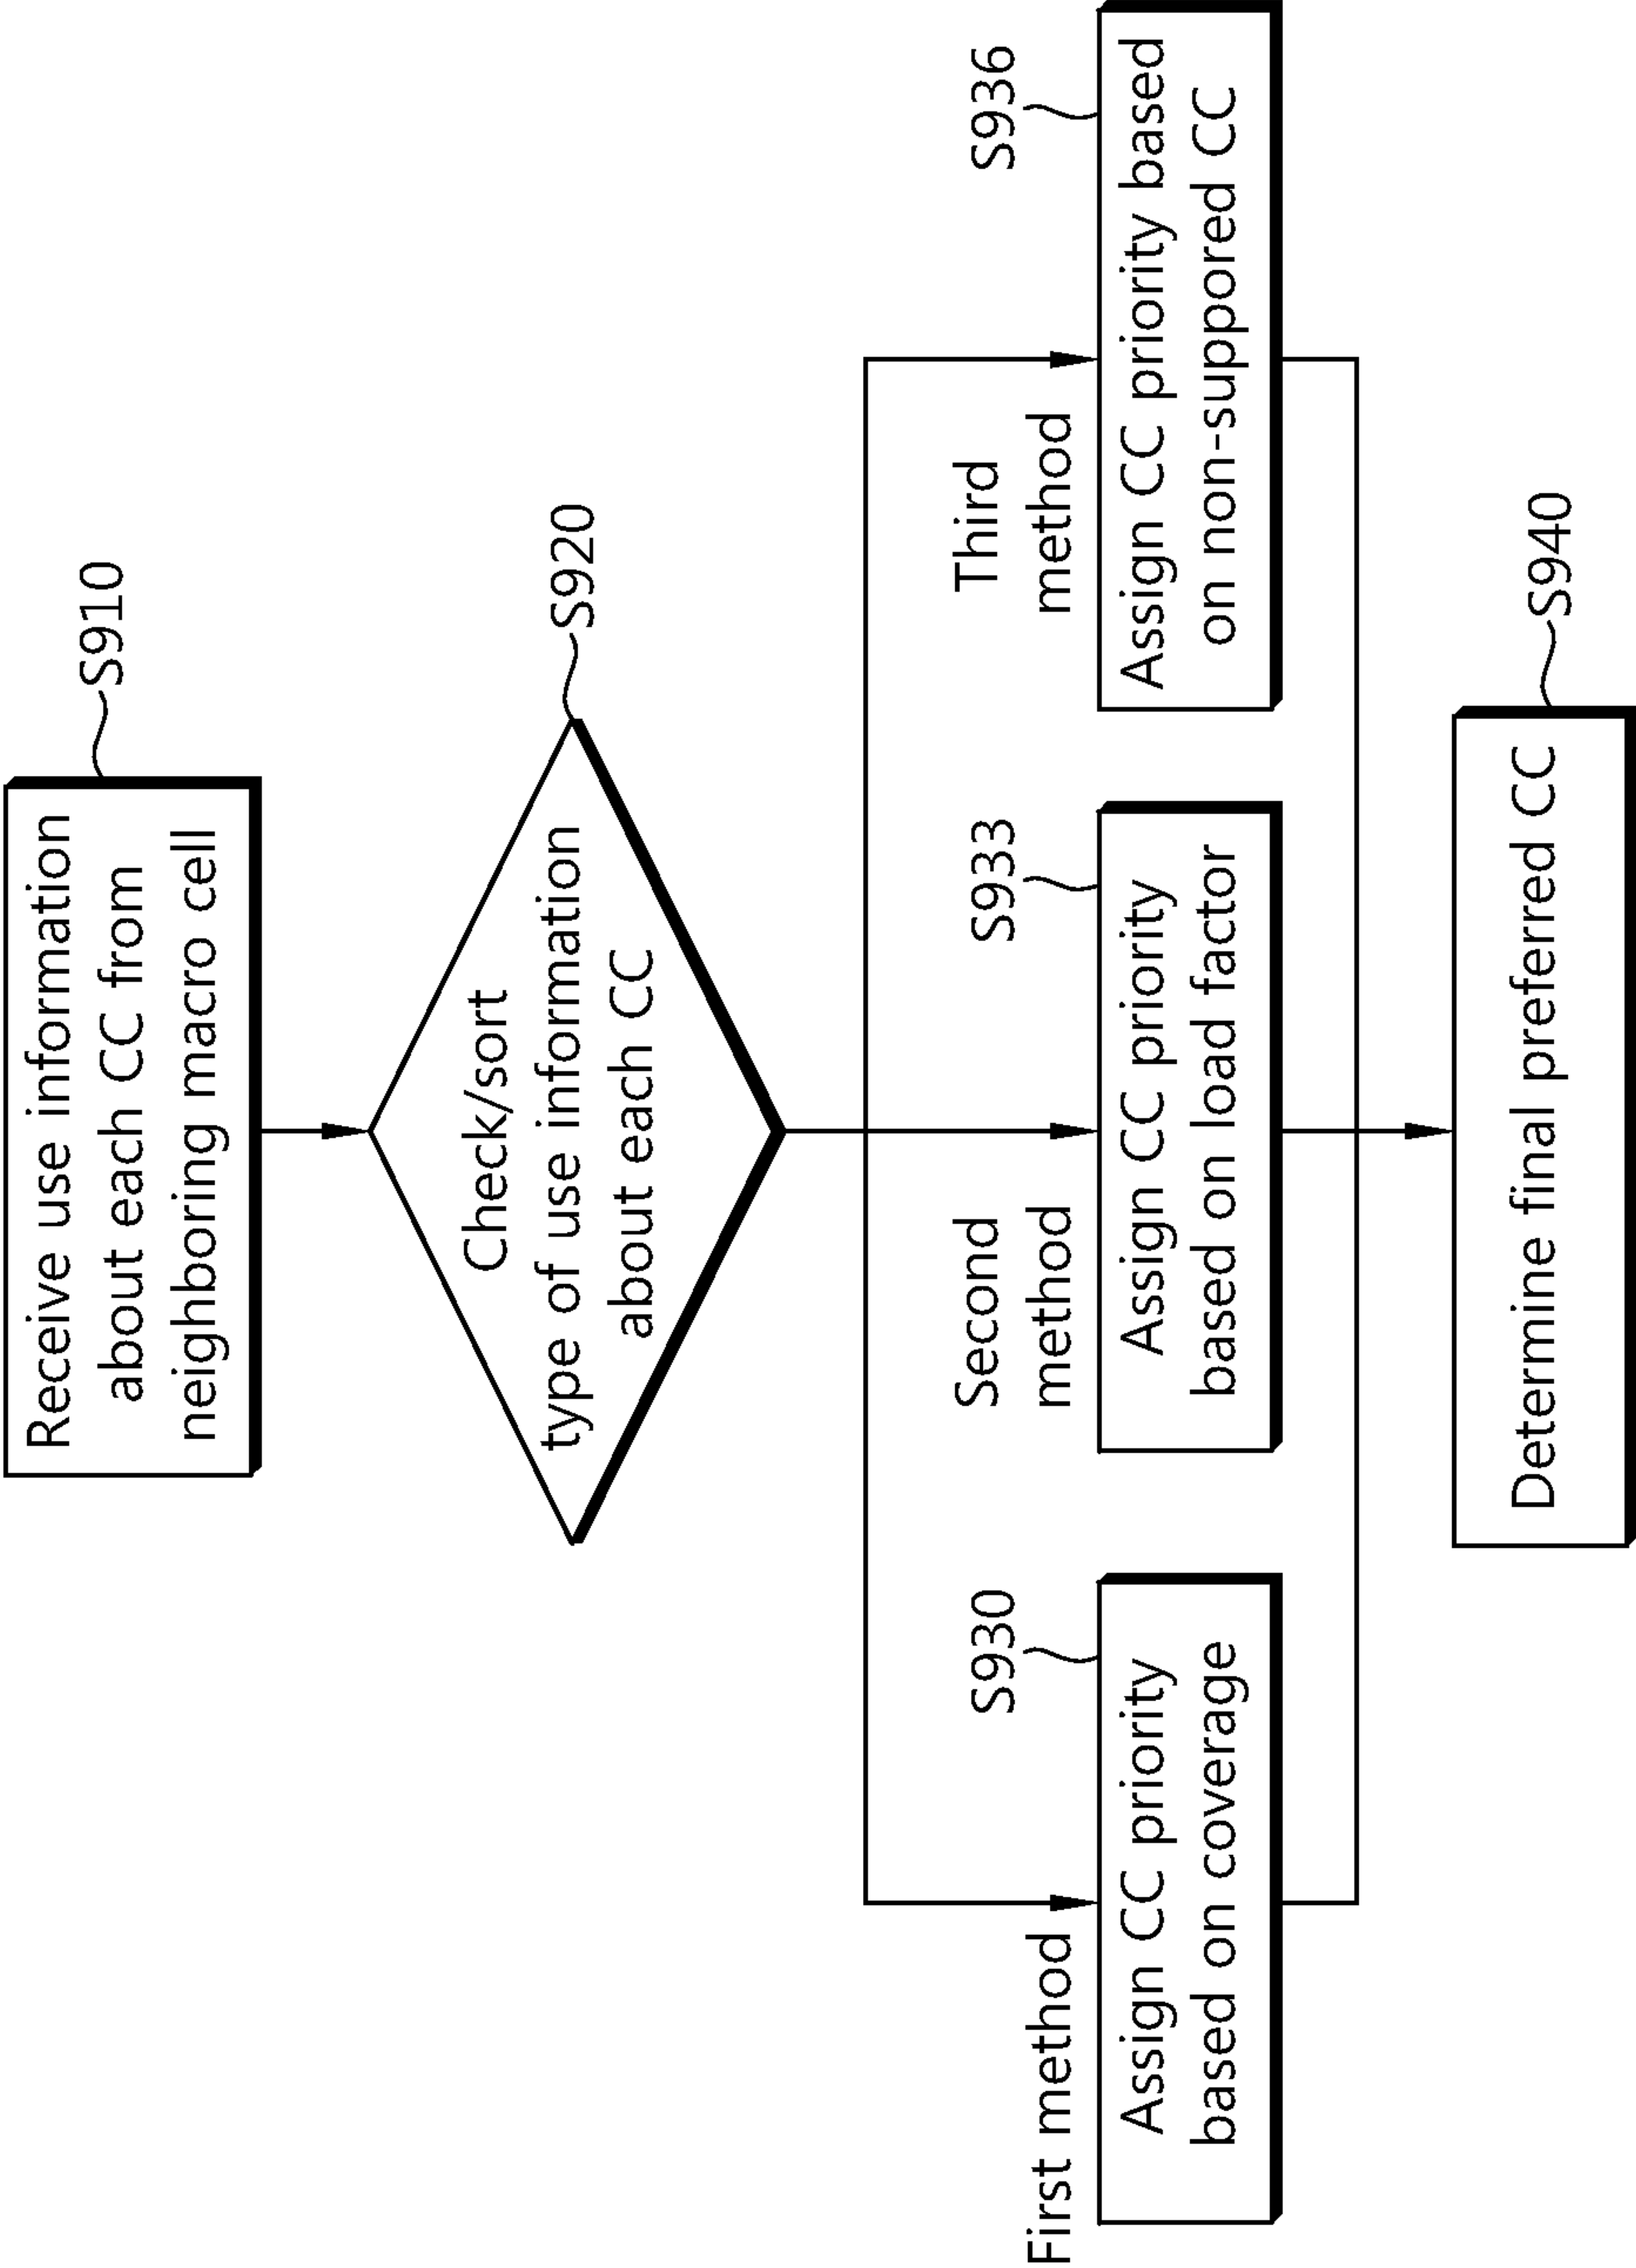 Receive use information
about each CC from
neighboring macro cell
S910
Check/sort
type of use information
about each CC
S920
First method
S930
Assign CC priority
based on coverage
Second
method
S933
Assign CC priority
based on load factor
Third
method
S936
Assign CC priority based
on non-suppored CC
Determine final preferred CC
S940